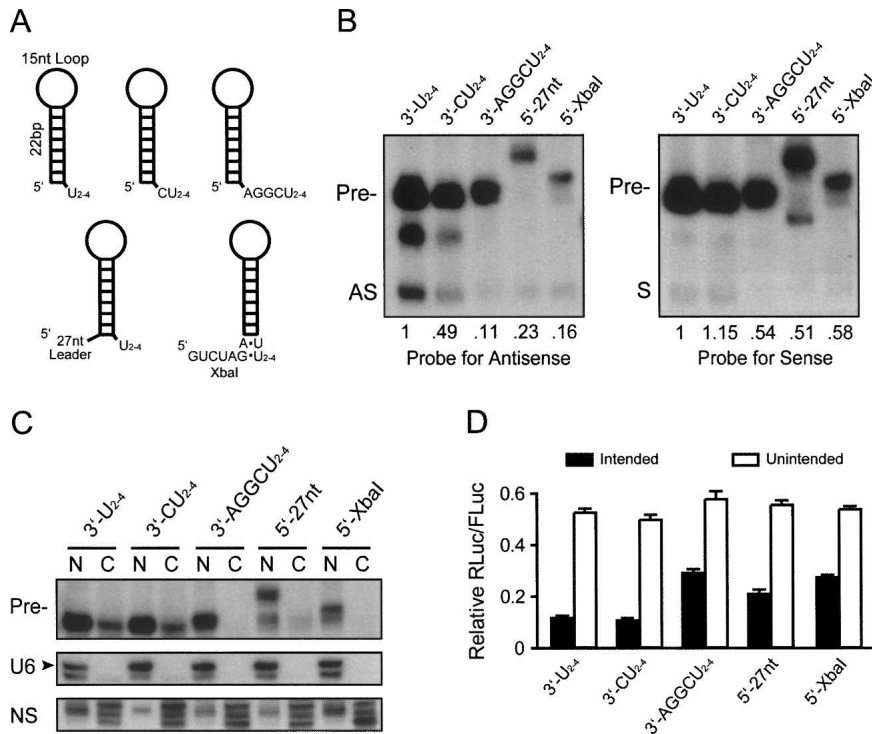 A
15nt Loop
22bp
5' U2-4
5' CU2-4
5' AGGCU2-4
5'
27nt
Leader
U2-4
A•U
5' GUCUAG•U2-4
XbaI
B
3'-U2-4 3'-CU2-4 3'-AGGCU2-4 5'-27nt 5'-XbaI
Pre-
AS
1 .49 .11 .23 .16
Probe for Antisense
3'-U2-4 3'-CU2-4 3'-AGGCU2-4 5'-27nt 5'-XbaI
Pre-
S
1 1.15 .54 .51 .58
Probe for Sense
C
3'-U2-4 3'-CU2-4 3'-AGGCU2-4 5'-27nt 5'-XbaI
N C N C N C N C N C
Pre-
U6
NS
D
Intended Unintended
Relative RLuc/FLuc
0.6
0.4
0.2
0
3'-U2-4 3'-CU2-4 3'-AGGCU2-4 5'-27nt 5'-XbaI